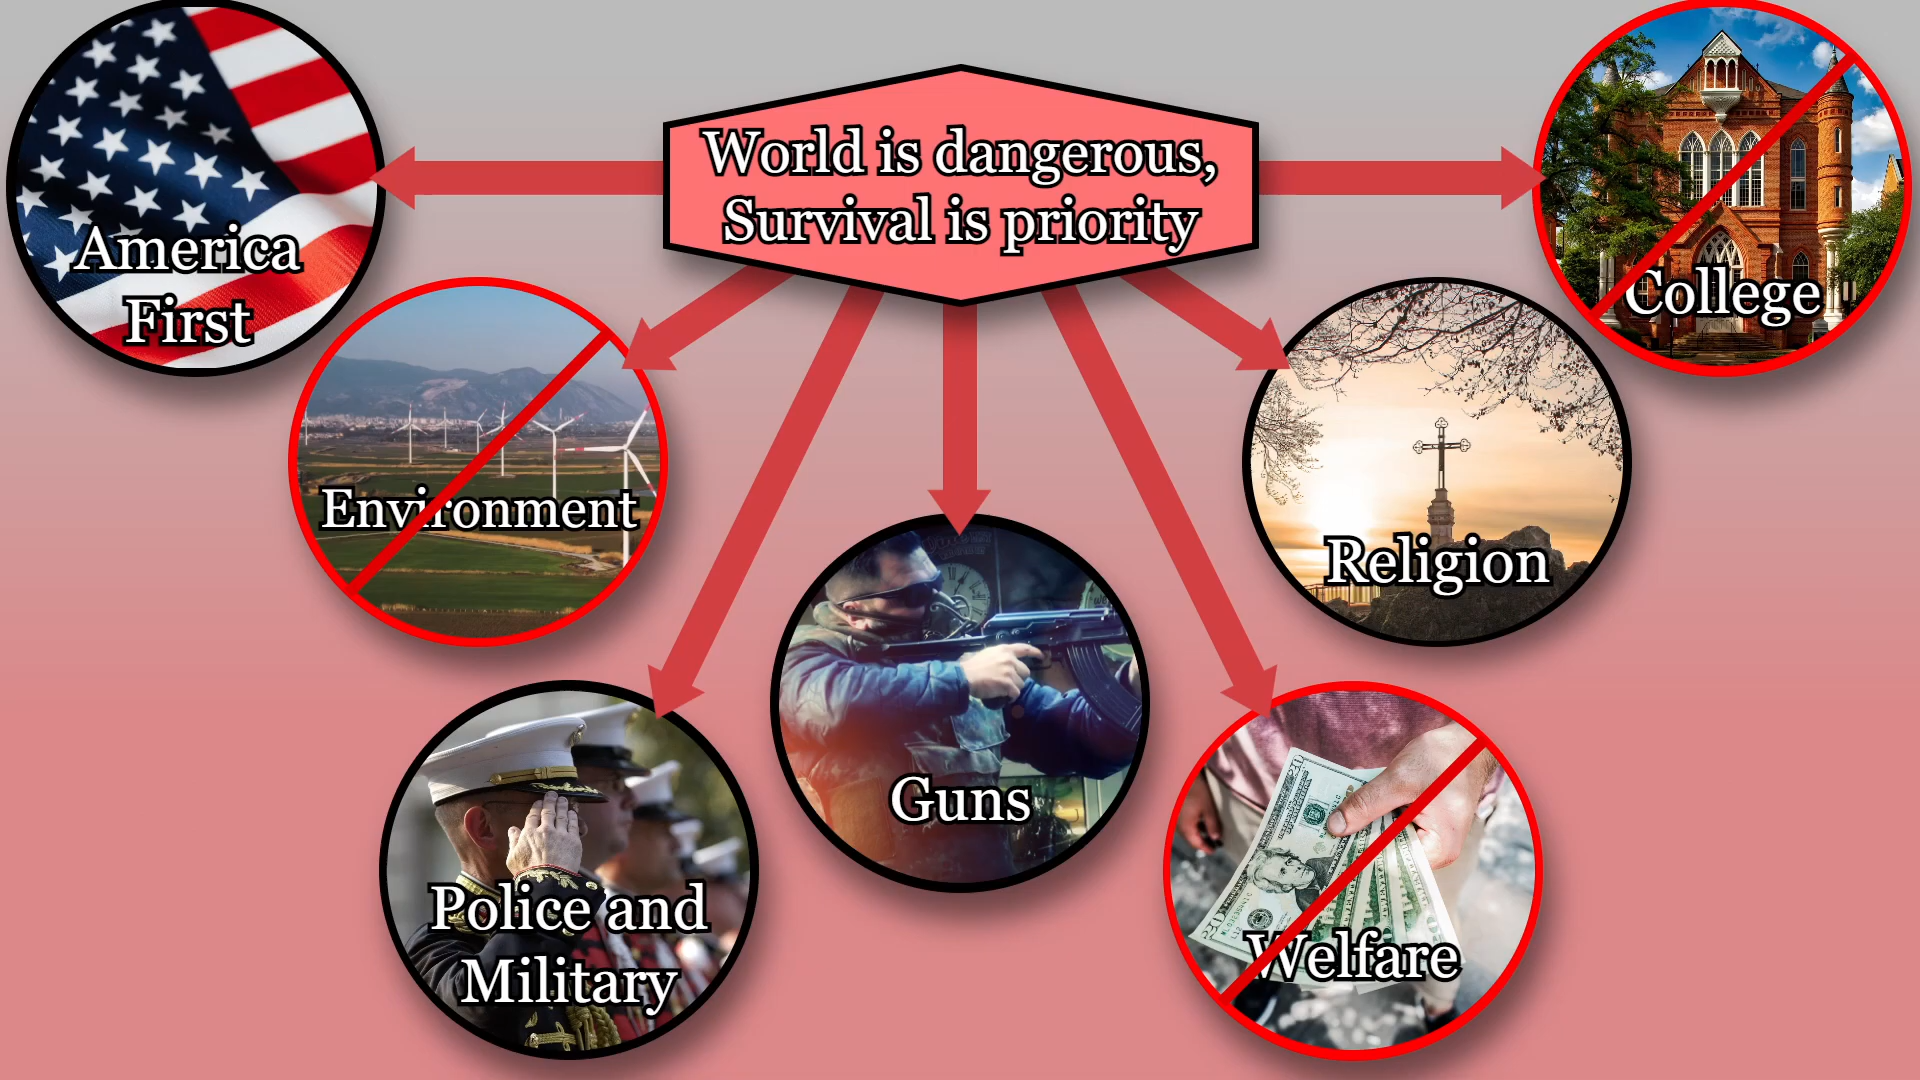 World is dangerous,
Survival is priority
America
First
College
Environment
Religion
Guns
Police and
Military
Welfare